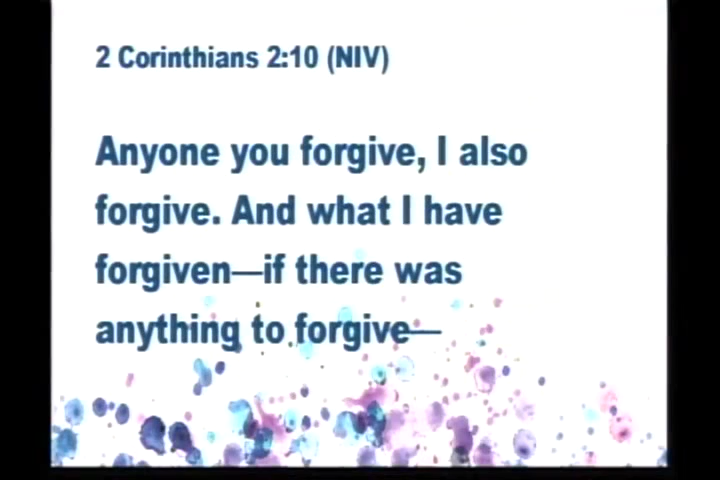 2 Corinthians 2:10 (NIV)
Anyone you forgive, I also
forgive. And what I have
forgiven—if there was
anything to forgive—